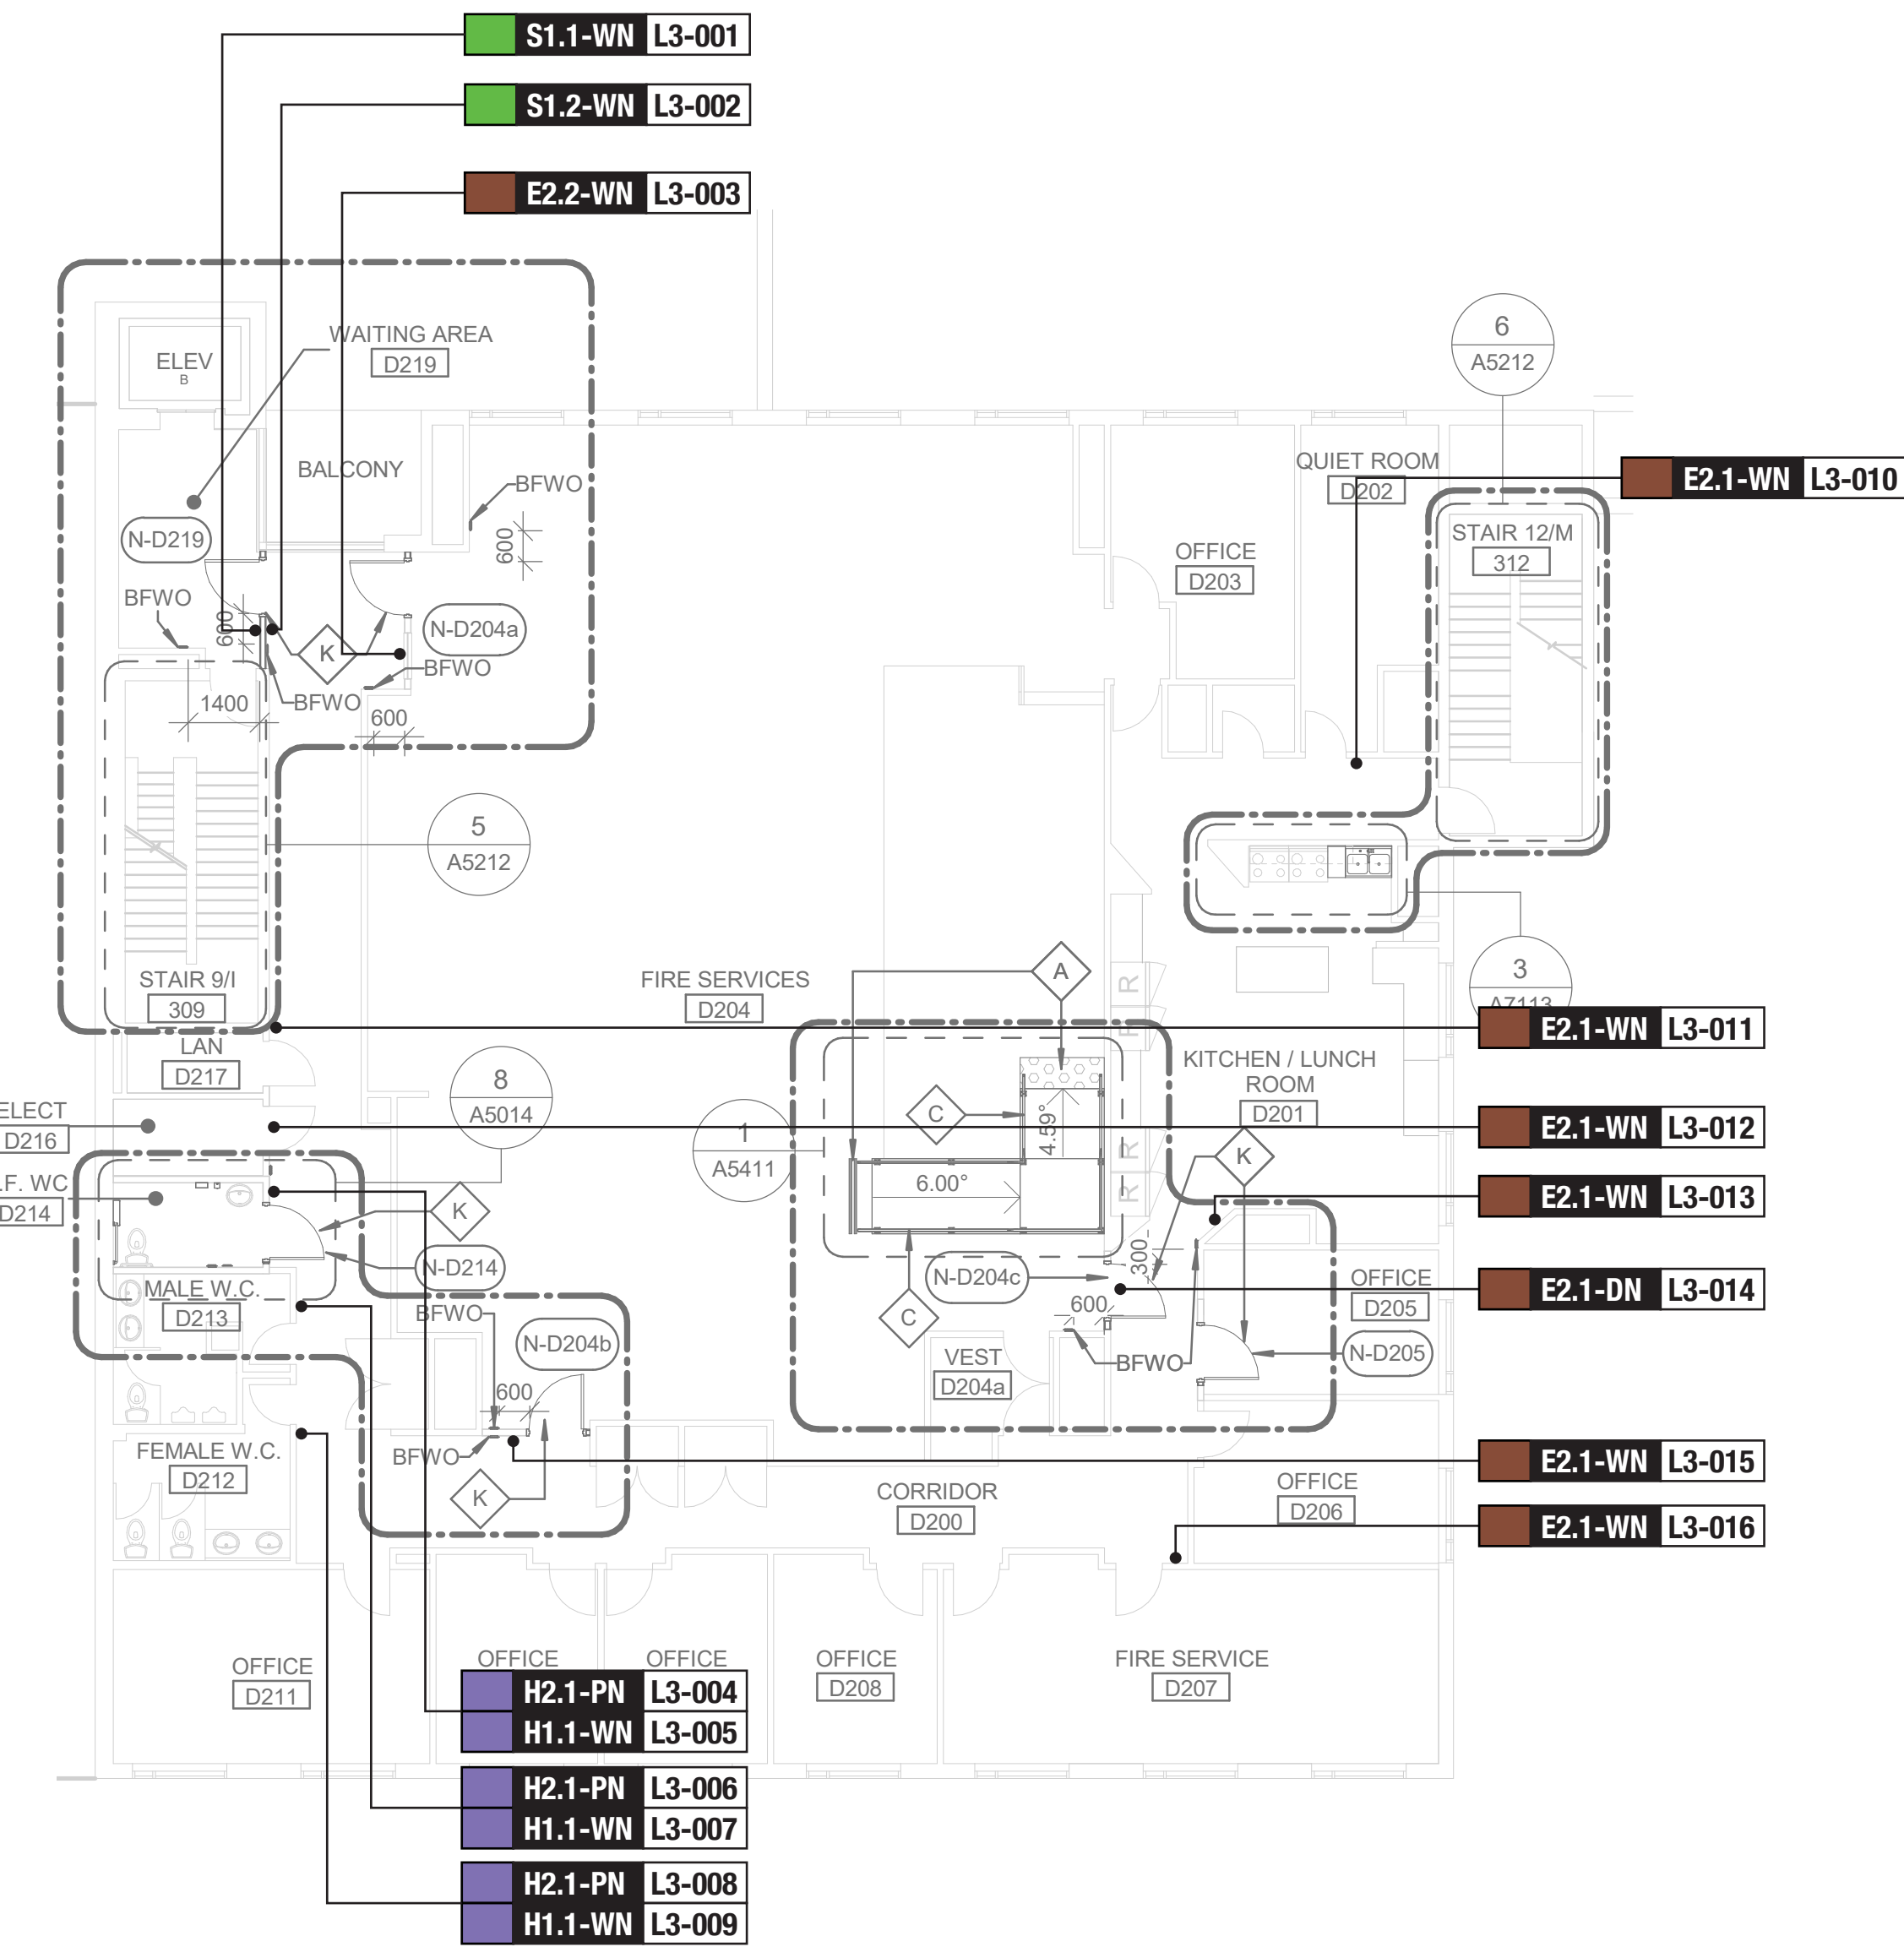 S1.1-WN L3-001
S1.2-WN L3-002
E2.2-WN L3-003
WAITING AREA
D219
ELEV
B
6
A5212
BALCONY
BFWO
600
QUIET ROOM
D202
E2.1-WN L3-010
N-D219
STAIR 12/M
312
OFFICE
D203
BFWO
600
K
N-D204a
BFWO
BFWO
1400
600
5
A5212
STAIR 9/I
309
FIRE SERVICES
D204
A
R
R
3
A7113
E2.1-WN L3-011
LAN
D217
8
A5014
KITCHEN / LUNCH
ROOM
D201
C
4.59°
ELECT
D216
1
A5411
R
R
K
E2.1-WN L3-012
.F. WC
D214
K
6.00°
E2.1-WN L3-013
N-D214
N-D204c
300
C
600
OFFICE
D205
E2.1-DN L3-014
MALE W.C.
D213
BFWO
N-D204b
VEST
D204a
BFWO
N-D205
600
FEMALE W.C.
D212
BFWO
K
E2.1-WN L3-015
CORRIDOR
D200
OFFICE
D206
E2.1-WN L3-016
OFFICE
D211
OFFICE
OFFICE
OFFICE
D208
FIRE SERVICE
D207
H2.1-PN L3-004
H1.1-WN L3-005
H2.1-PN L3-006
H1.1-WN L3-007
H2.1-PN L3-008
H1.1-WN L3-009